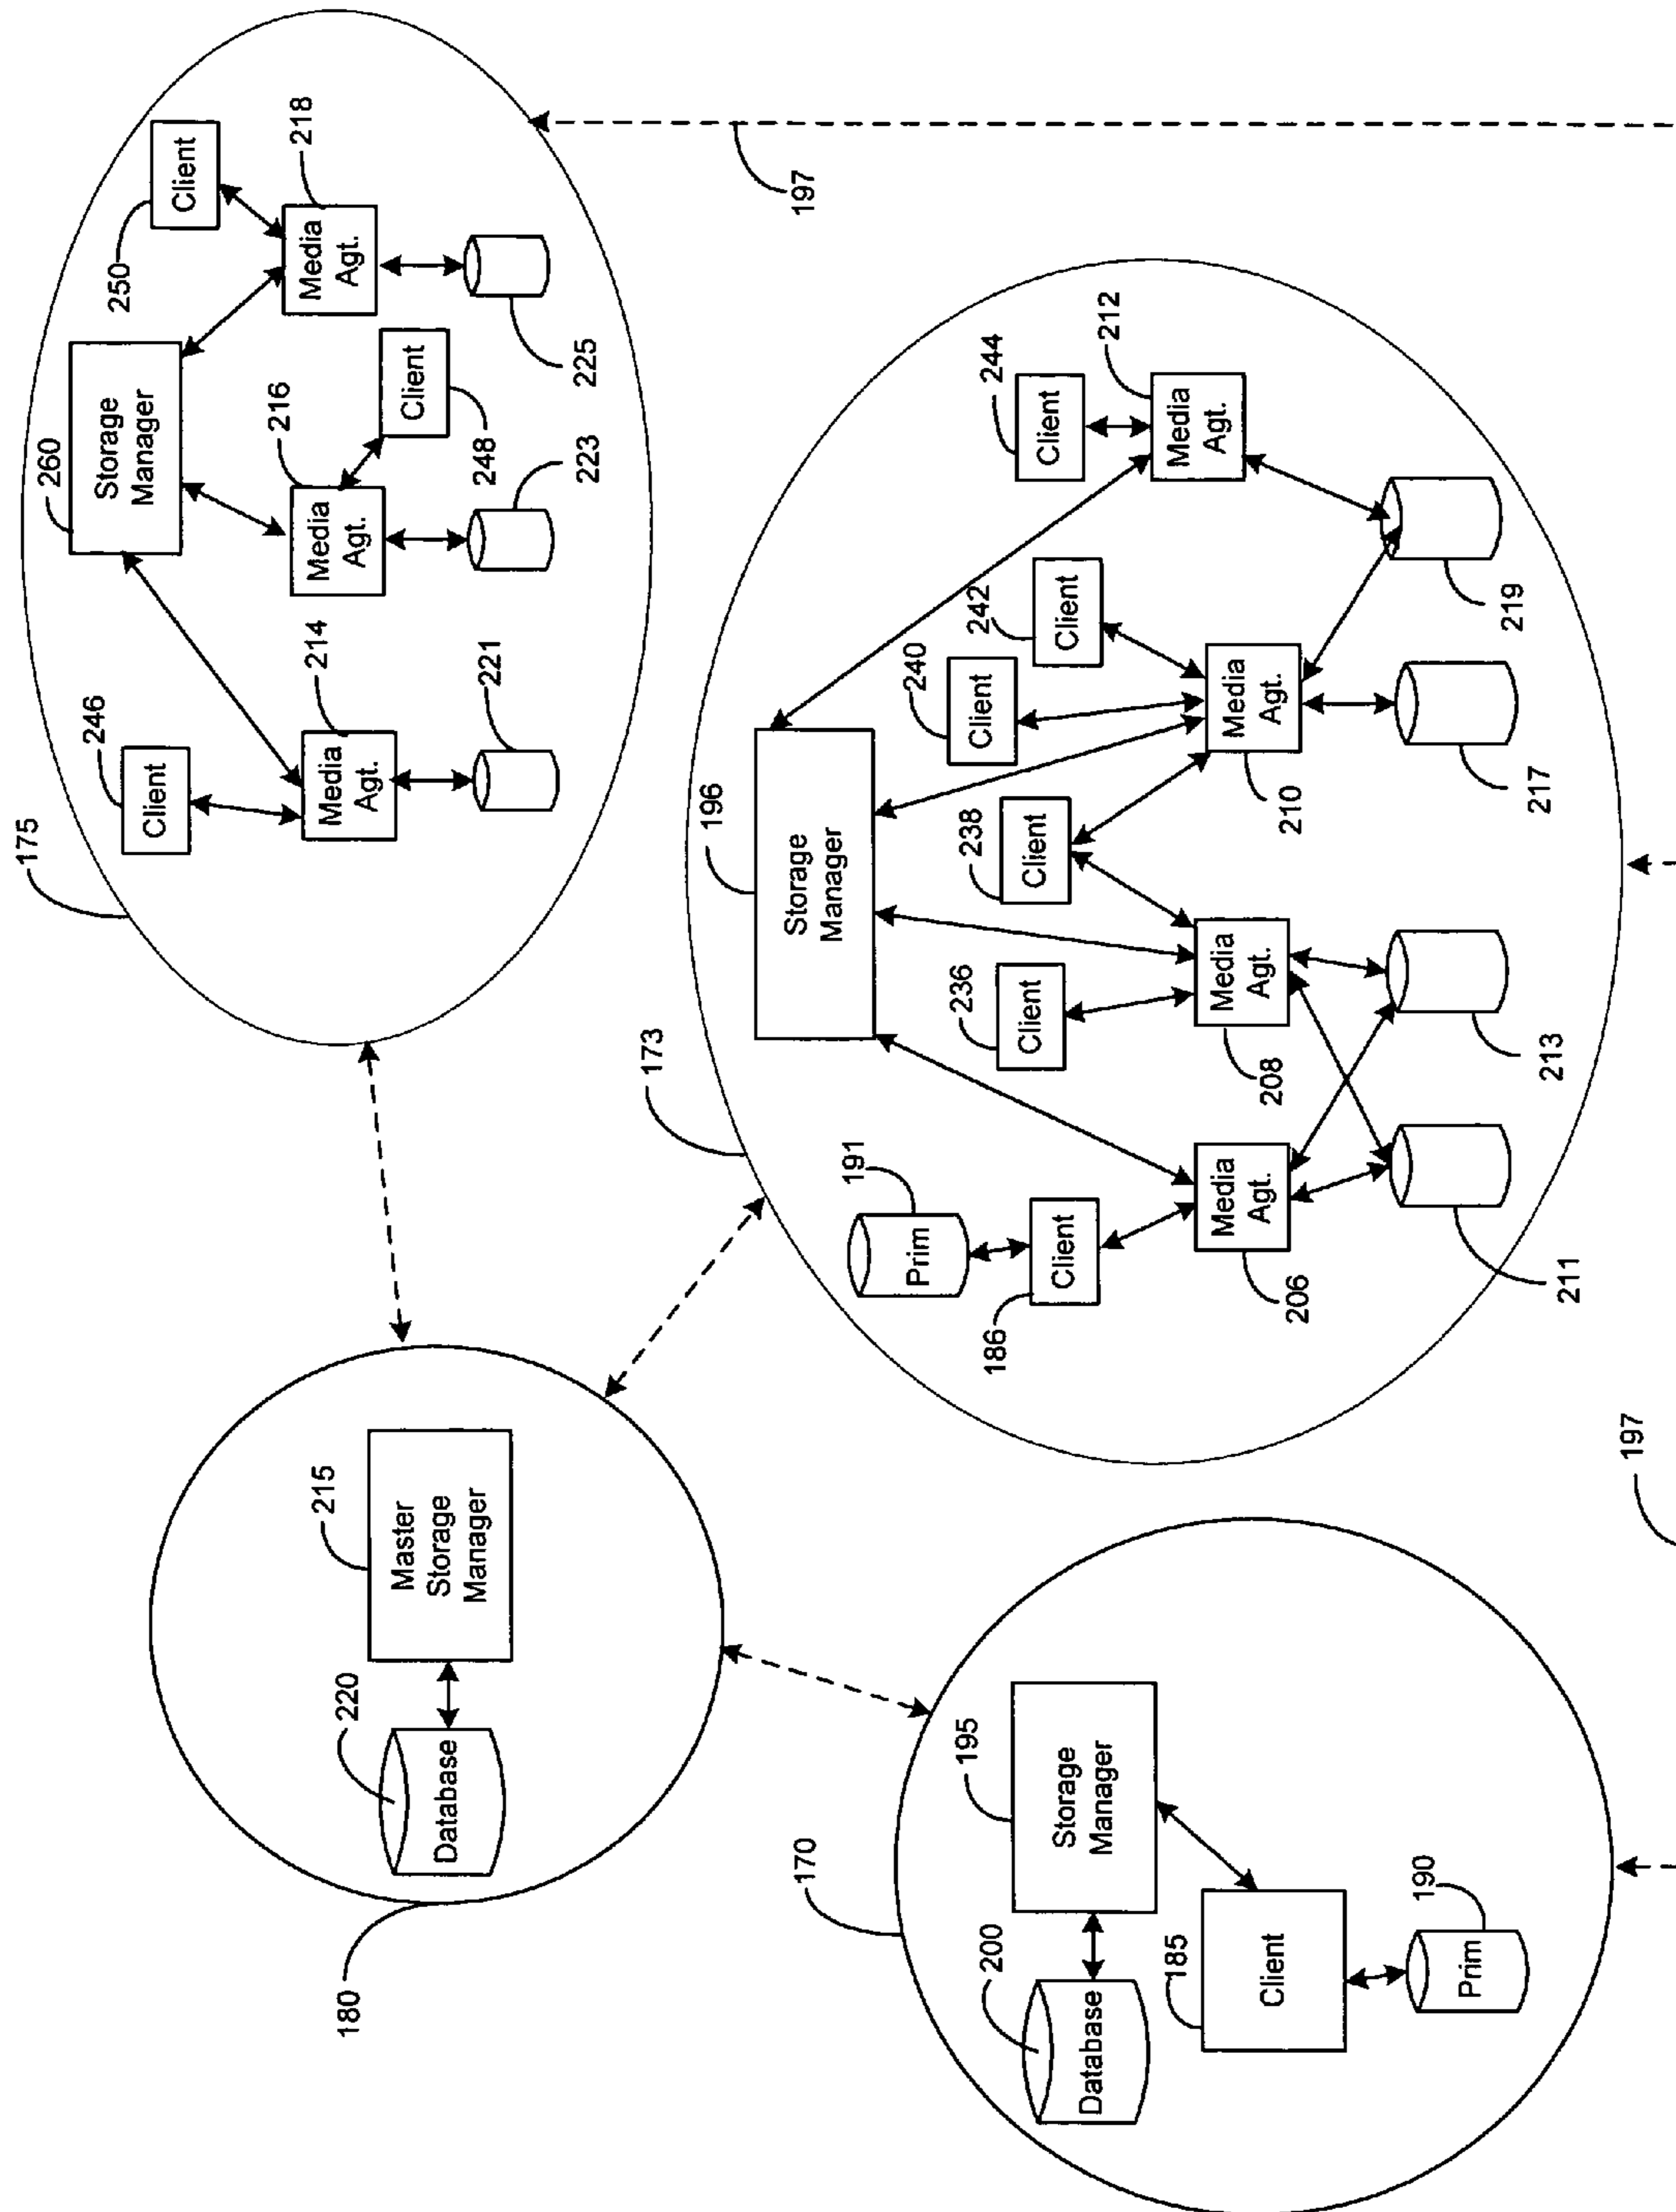 180
220
Database
215
Master
Storage
Manager
175
246
Client
214
Media
Agt.
221
260
Storage
Manager
216
Media
Agt.
Client
248
223
250
Client
218
Media
Agt.
225
197
170
200
Database
195
Storage
Manager
185
Client
190
Prim
197
173
191
Prim
186
Client
196
Storage
Manager
236
Client
238
Client
240
Client
242
Client
244
Client
Media
Agt.
206
Media
Agt.
208
Media
Agt.
210
212
Media
Agt.
211
213
217
219